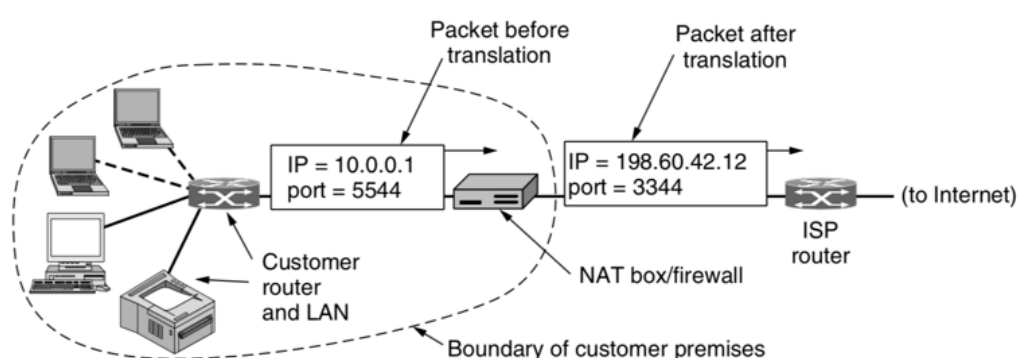 Packet before
translation
Packet after
translation
IP = 10.0.0.1
port = 5544
IP = 198.60.42.12
port = 3344
(to Internet)
ISP
router
Customer
router
and LAN
NAT box/firewall
Boundary of customer premises